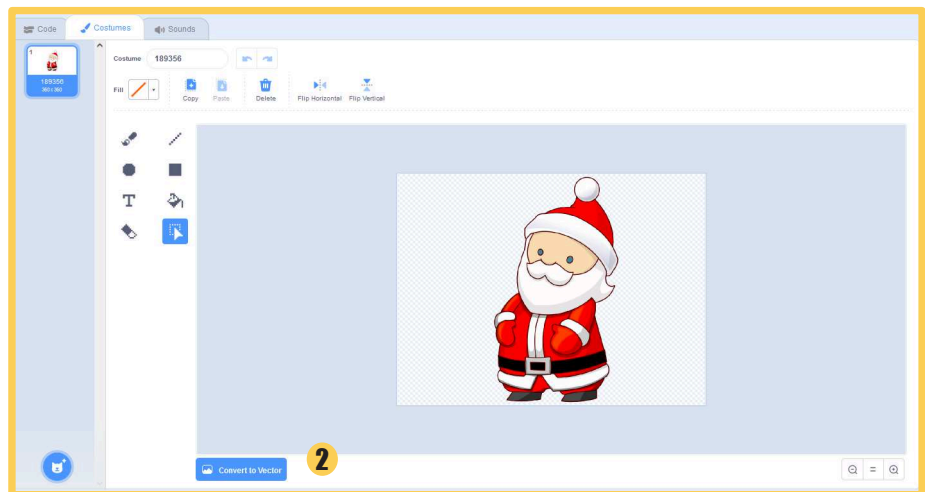 Code Costumes Sounds
1
189356
360 x 360
Costume 189356
Fill Copy Paste Delete Flip Horizontal Flip Vertical
T
Convert to Vector 2
=